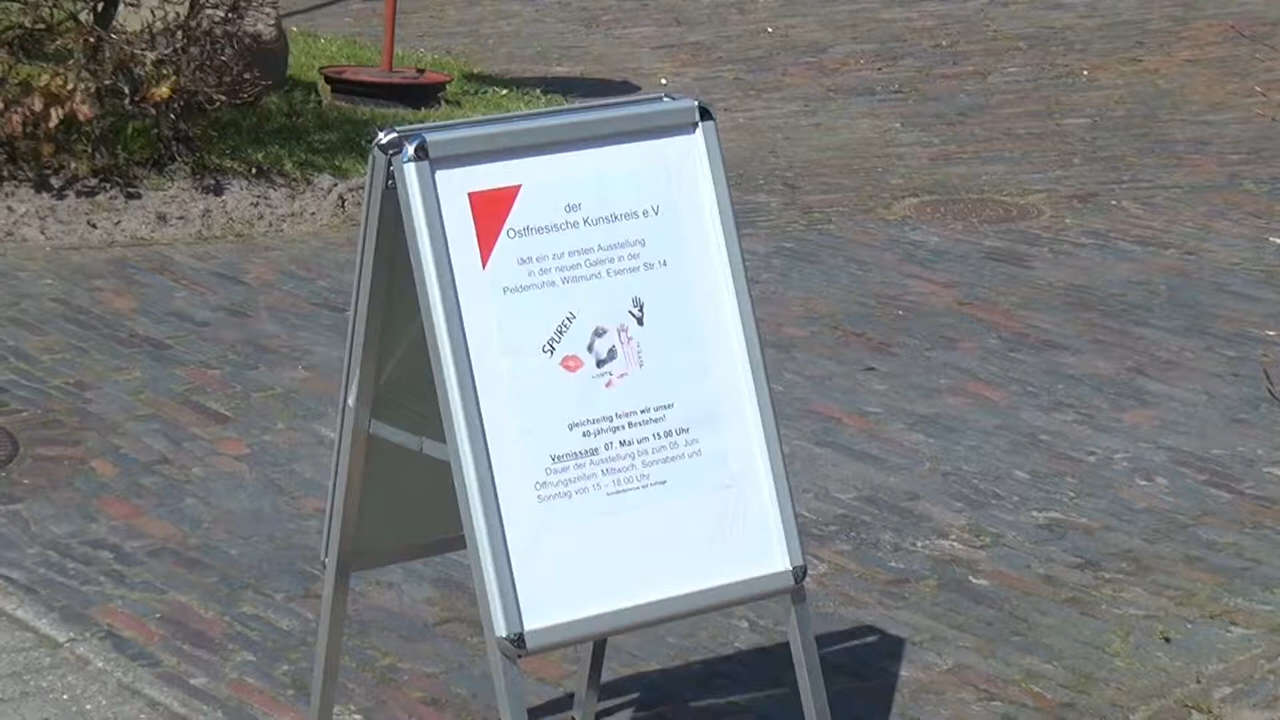 der
Ostfriesische Kunstkreis e.V
lädt ein zur ersten Ausstellung
in der neuen Galerie in der
Peldemühle, Wittmund, Esenser Str.14
SPUREN
gleichzeitig feiern wir unser
40-jähriges Bestehen!
Vernissage: 07. Mai um 15.00 Uhr
Dauer der Ausstellung bis zum 05. Juni
Öffnungszeiten: Mittwoch, Sonnabend und
Sonntag von 15 – 18.00 Uhr